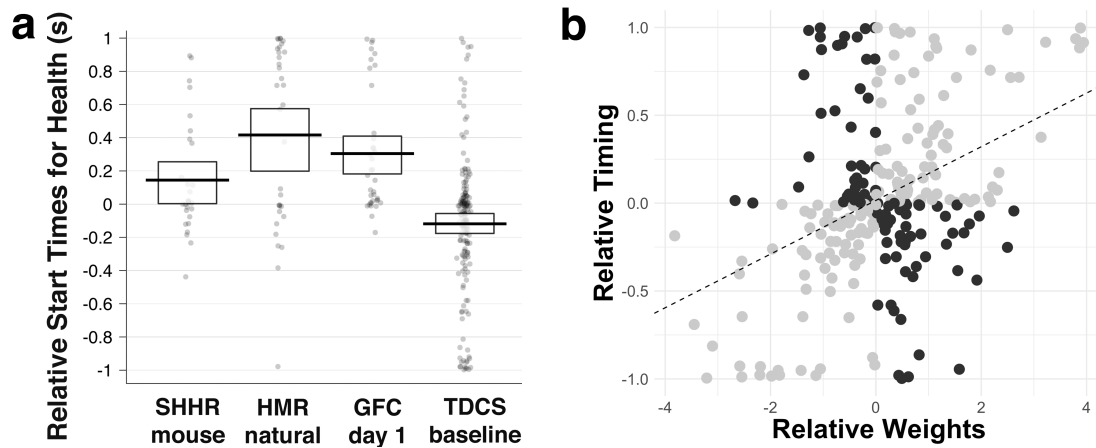 a
Relative Start Times for Health (s)
1
0.8
0.6
0.4
0.2
0
-0.2
-0.4
-0.6
-0.8
-1
SHHR HMR GFC TDCS
mouse natural day 1 baseline
b
Relative Timing
1.0
0.5
0.0
-0.5
-1.0
-4 -2 0 2 4
Relative Weights